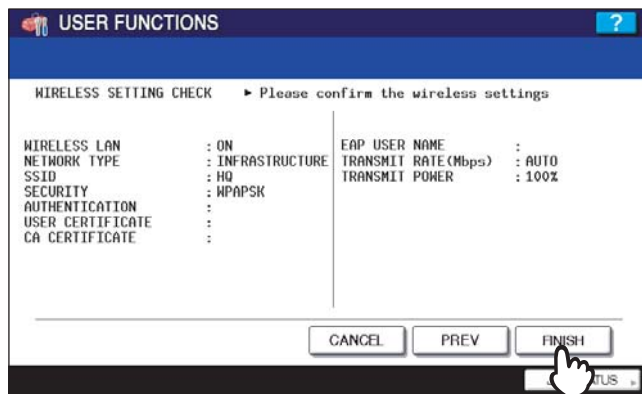 USER FUNCTIONS
?
WIRELESS SETTING CHECK ► Please confirm the wireless settings
WIRELESS LAN : ON
NETWORK TYPE : INFRASTRUCTURE
SSID : HQ
SECURITY : WPAPSK
AUTHENTICATION :
USER CERTIFICATE :
CA CERTIFICATE :
EAP USER NAME :
TRANSMIT RATE(Mbps) : AUTO
TRANSMIT POWER : 100%
CANCEL PREV FINISH